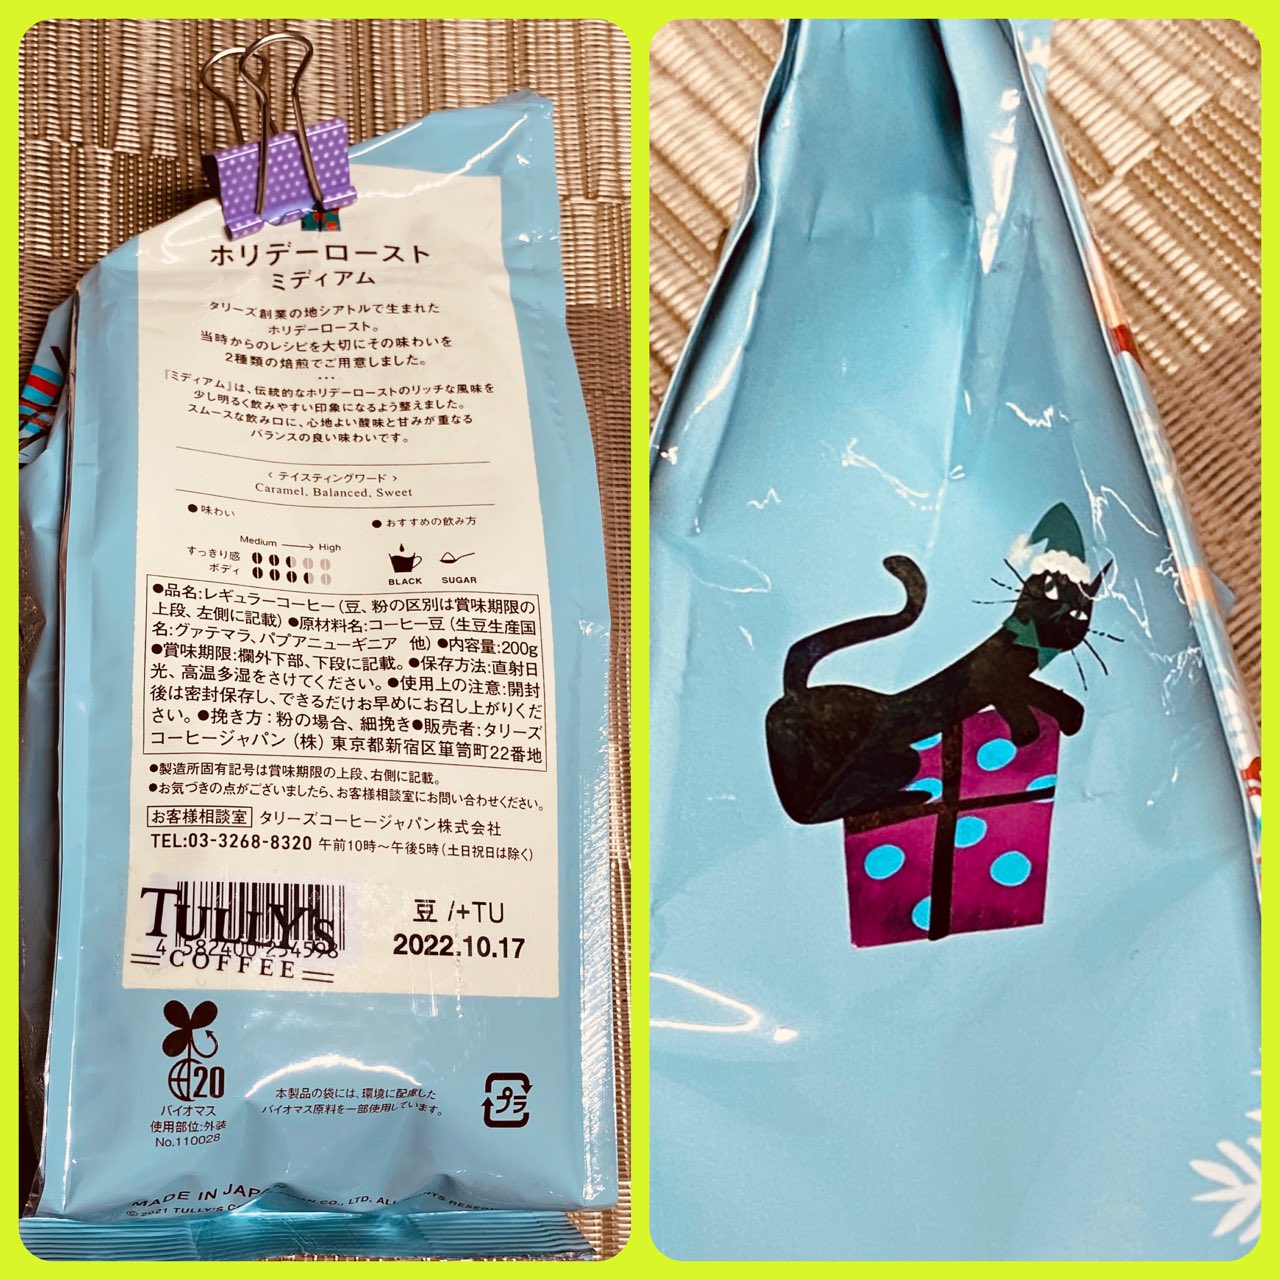 ホリデーロースト
ミディアム
タリーズ創業の地シアトルで生まれた
ホリデーロースト。
当時からのレシピを大切にその味わいを
2種類の焙煎でご用意しました。
『ミディアム』は、伝統的なホリデーローストのリッチな風味を
少し明るく飲みやすい印象になるよう整えました。
スムースな飲み口に、心地よい酸味と甘みが重なる
バランスの良い味わいです。
〈 テイスティングワード 〉
Caramel, Balanced, Sweet
●味わい
●おすすめの飲み方
Medium → High
すっきり感
ボディ
BLACK SUGAR
●品名:レギュラーコーヒー(豆、粉の区別は賞味期限の
上段、左側に記載)●原材料名:コーヒー豆(生豆生産国
名:グァテマラ、パプアニューギニア 他)●内容量:200g
●賞味期限:欄外下部、下段に記載。●保存方法:直射日
光、高温多湿をさけてください。●使用上の注意:開封
後は密封保存し、できるだけお早めにお召し上がりくだ
さい。●挽き方:粉の場合、細挽き●販売者:タリーズ
コーヒージャパン(株)東京都新宿区箪笥町22番地
●製造所固有記号は賞味期限の上段、右側に記載。
●お気づきの点がございましたら、お客様相談室にお問い合わせください。
お客様相談室 タリーズコーヒージャパン株式会社
TEL:03-3268-8320 午前10時〜午後5時(土日祝日は除く)
TULLY'S
COFFEE
豆 /+TU
2022.10.17
20
バイオマス
使用部位:外装
No.110028
本製品の袋には、環境に配慮した
バイオマス原料を一部使用しています。
プラ
MADE IN JAPAN
© 2021 TULLY'S CO., LTD. ALL RIGHTS RESE